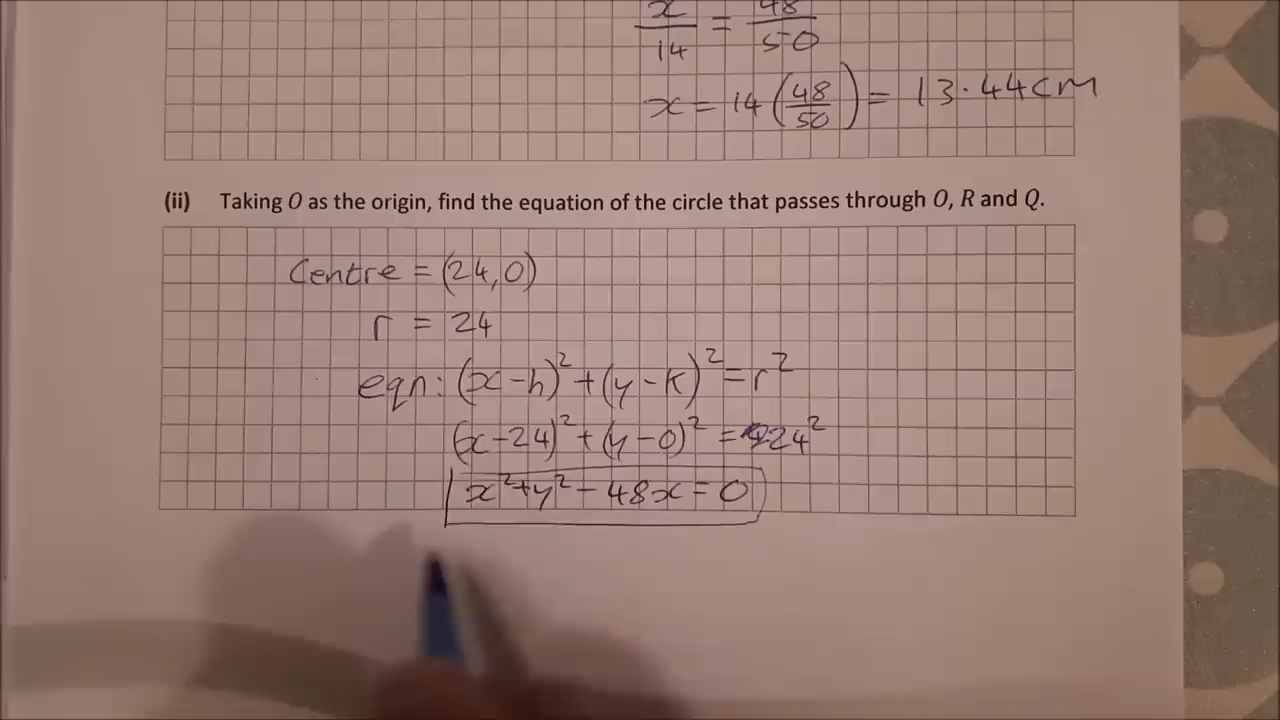 x/14 = 48/50
x = 14(48/50) = 13.44cm
(ii) Taking O as the origin, find the equation of the circle that passes through O, R and Q.
Centre = (24,0)
r = 24
eqn: (x-h)² + (y-k)² = r²
(x-24)² + (y-0)² = 24²
x²+y² - 48x = 0